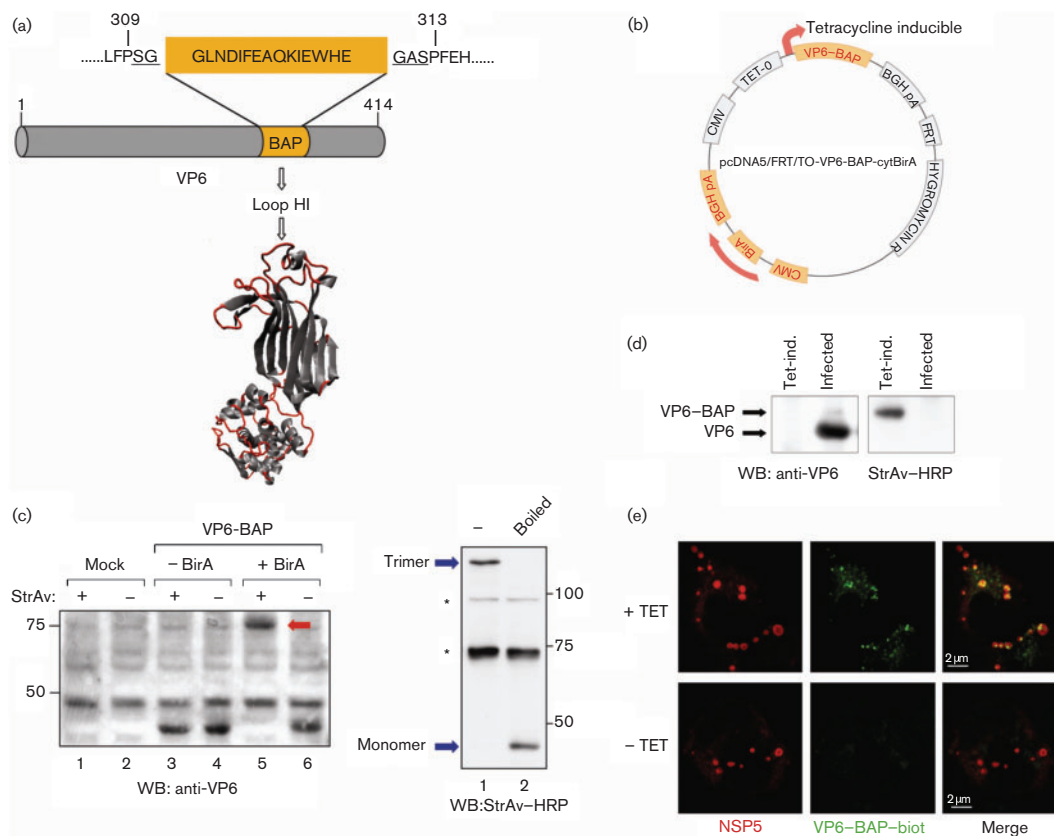 (a)
309
313
......LFPSG
GLNDIFEAQKIEWHE
GASPFEH......
1
414
BAP
VP6
Loop HI
(b)
Tetracycline inducible
VP6–BAP
BGH pA
FRT
HYGROMYCIN R
CMV
BirA
BGH pA
CMV
TET-0
pcDNA5/FRT/TO-VP6-BAP-cytBirA
(c)
VP6-BAP
Mock
– BirA
+ BirA
StrAv:
+ – + – + –
75
50
1 2 3 4 5 6
WB: anti-VP6
– Boiled
Trimer
*
*
Monomer
100
75
50
1 2
WB:StrAv–HRP
(d)
Tet-ind.
Infected
Tet-ind.
Infected
VP6–BAP
VP6
WB: anti-VP6
StrAv–HRP
(e)
+ TET
2 µm
– TET
2 µm
NSP5
VP6–BAP–biot
Merge